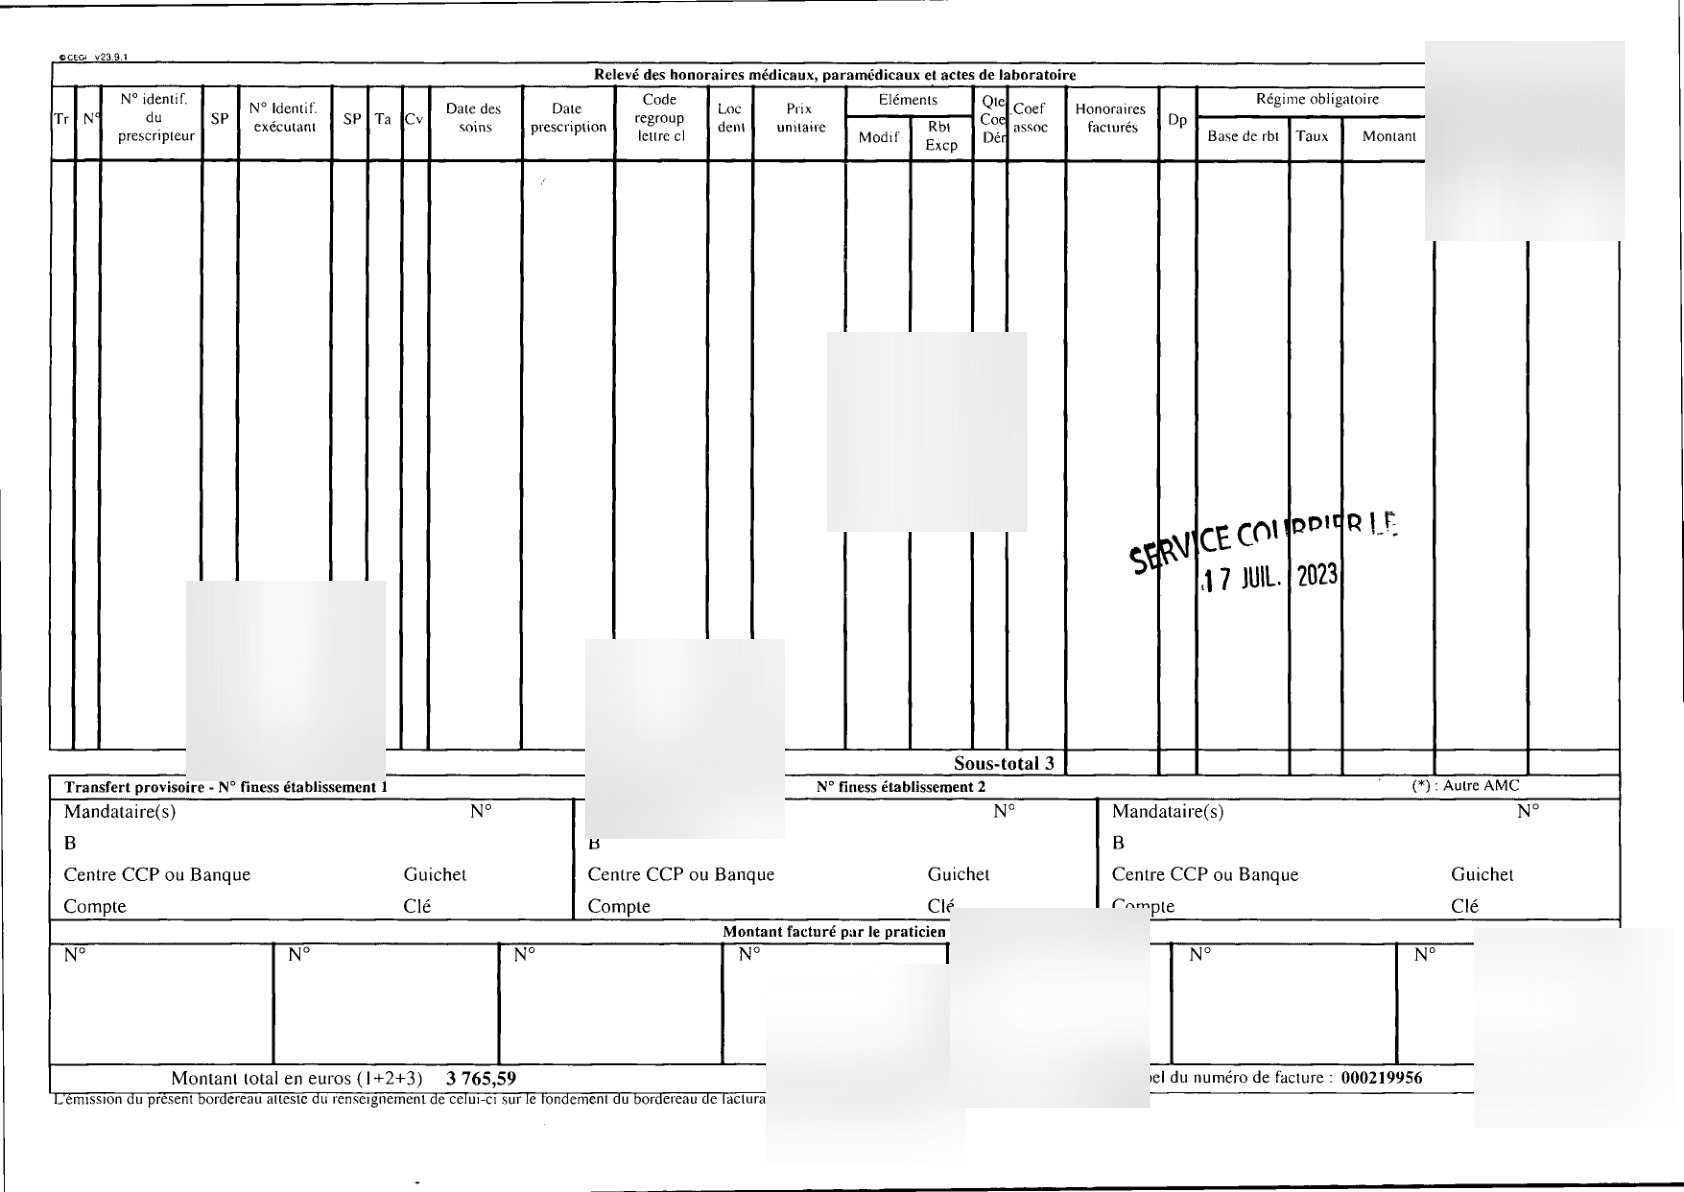 ©CEGI v23.9.1
Relevé des honoraires médicaux, paramédicaux et actes de laboratoire
Tr N° N° identif. du prescripteur SP N° Identif. exécutant SP Ta Cv Date des soins Date prescription Code regroup lettre cl Loc dent Prix unitaire Eléments Modif Rbt Excp Qte Coe Dér Coef assoc Honoraires facturés Dp Régime obligatoire Base de rbt Taux Montant
SERVICE COURRIER LE
17 JUIL. 2023
Sous-total 3
Transfert provisoire - N° finess établissement 1 N° finess établissement 2 (*) : Autre AMC
Mandataire(s) N° N° Mandataire(s) N°
B B B
Centre CCP ou Banque Guichet Centre CCP ou Banque Guichet Centre CCP ou Banque Guichet
Compte Clé Compte Clé Compte Clé
Montant facturé par le praticien
N° N° N° N° N° N°
Montant total en euros (1+2+3) 3 765,59 du numéro de facture : 000219956
L'émission du présent bordereau atteste du renseignement de celui-ci sur le fondement du bordereau de factura